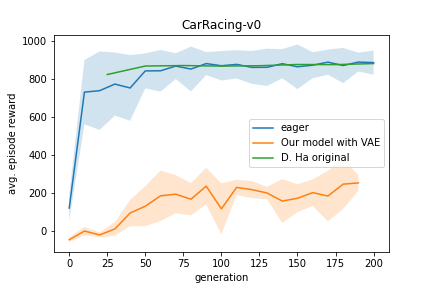 CarRacing-v0
avg. episode reward
1000
800
600
400
200
0
eager
Our model with VAE
D. Ha original
0 25 50 75 100 125 150 175 200
generation